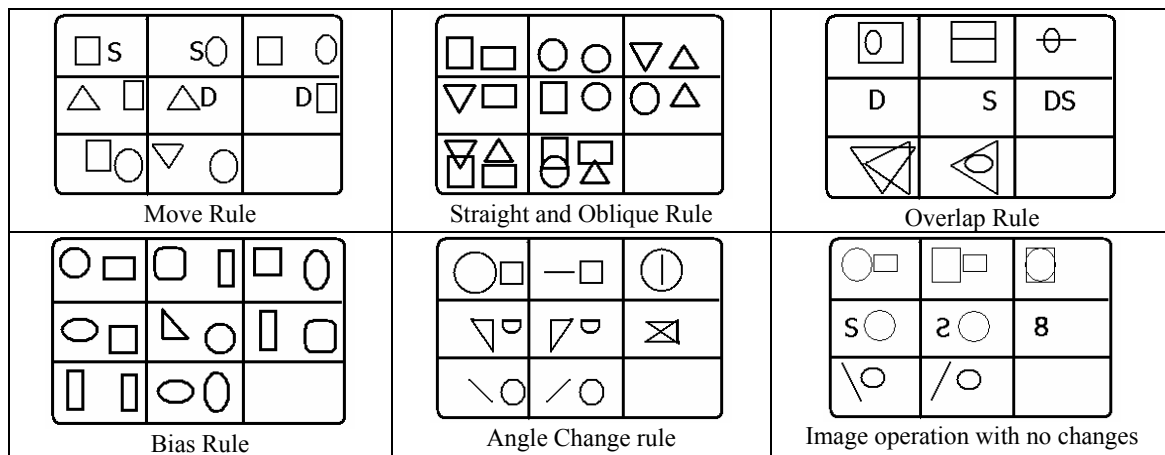 S S
D D
Move Rule
Straight and Oblique Rule
D S DS
Overlap Rule
Bias Rule
Angle Change rule
S 8
Image operation with no changes